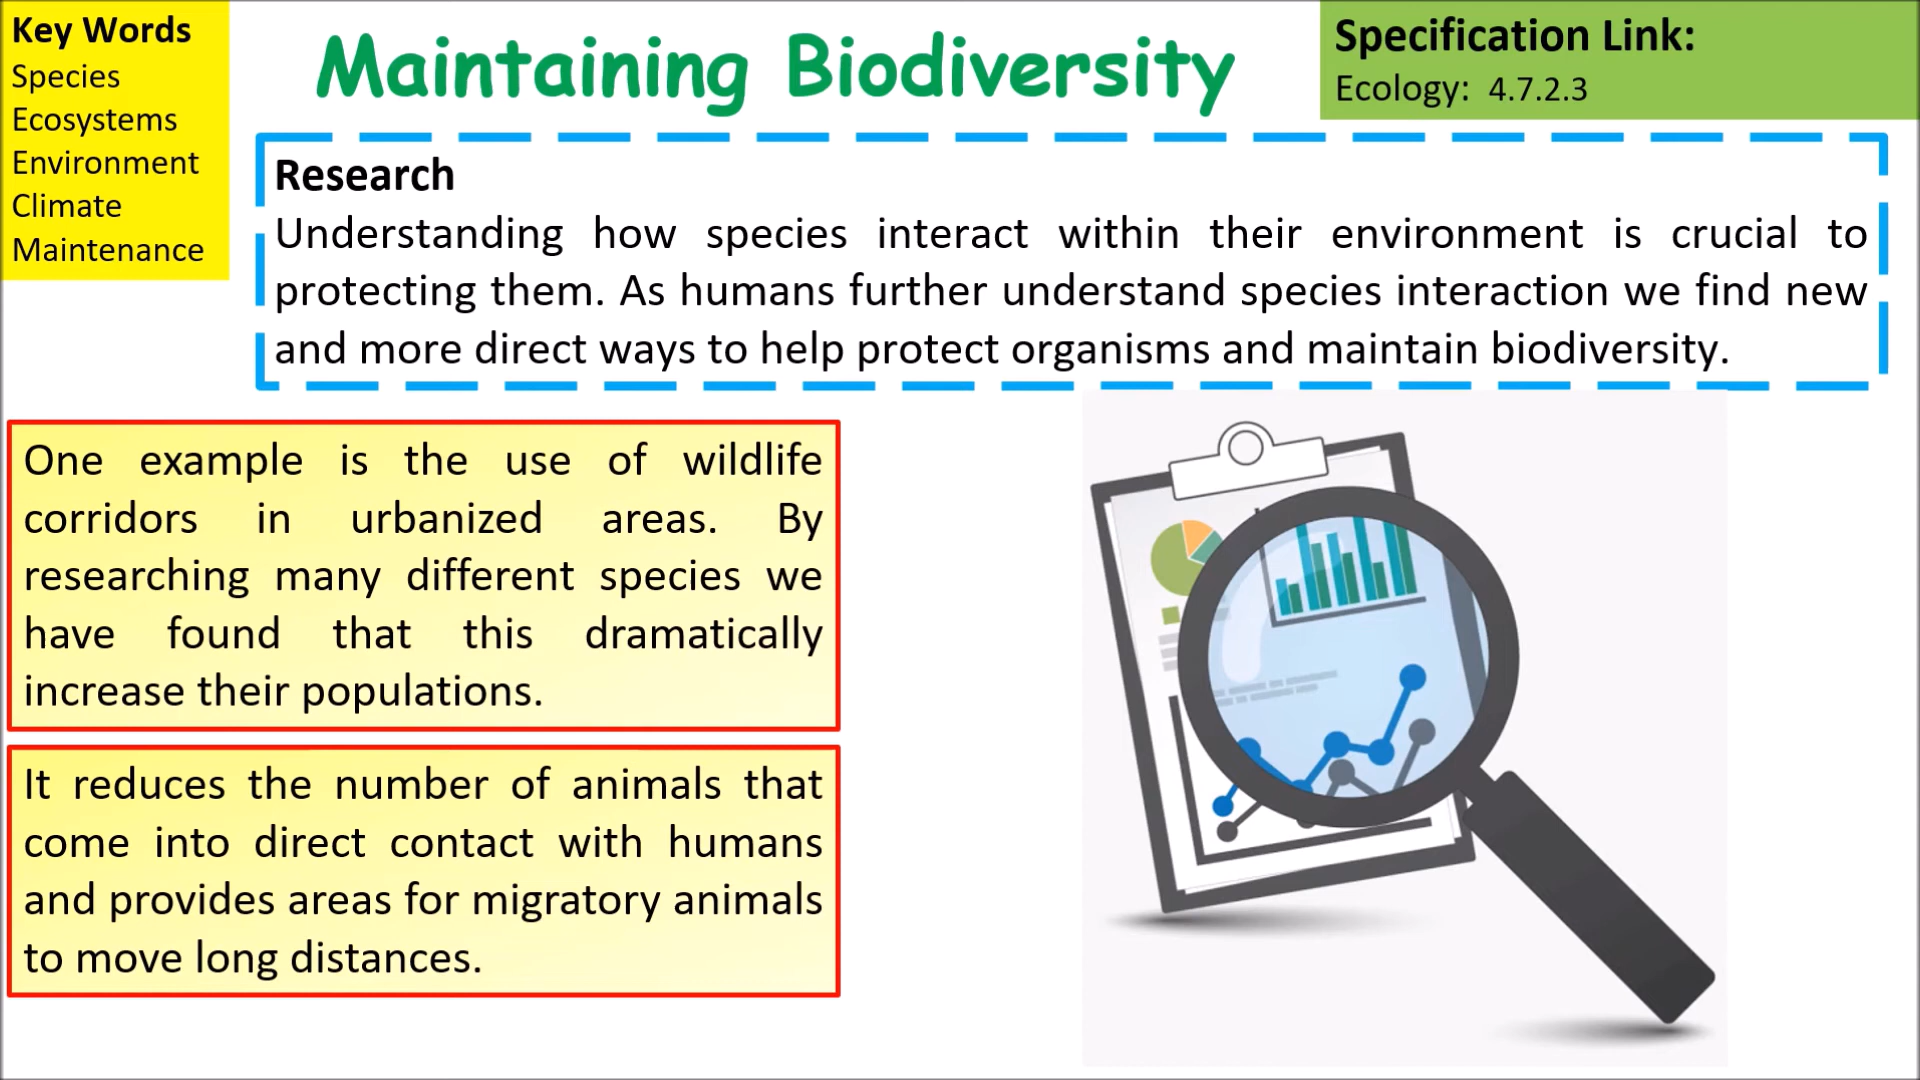 Key Words
Species
Ecosystems
Environment
Climate
Maintenance
Maintaining Biodiversity
Specification Link:
Ecology: 4.7.2.3
Research
Understanding how species interact within their environment is crucial to
protecting them. As humans further understand species interaction we find new
and more direct ways to help protect organisms and maintain biodiversity.
One example is the use of wildlife
corridors in urbanized areas. By
researching many different species we
have found that this dramatically
increase their populations.
It reduces the number of animals that
come into direct contact with humans
and provides areas for migratory animals
to move long distances.